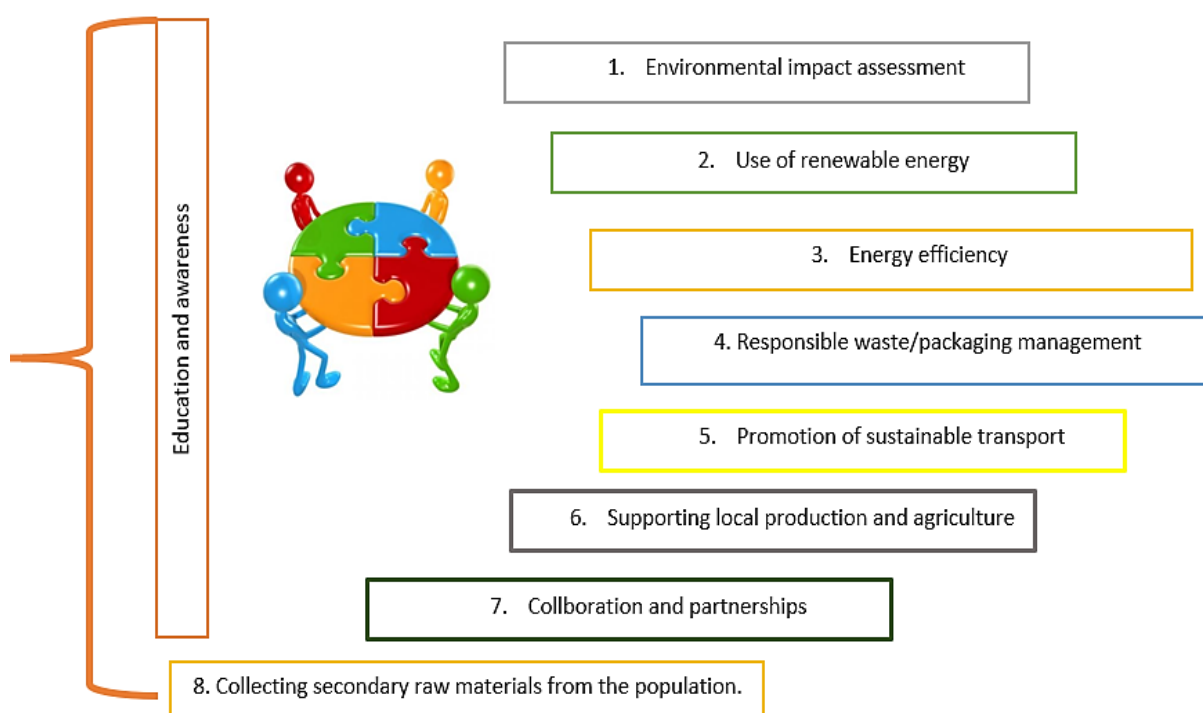 Education and awareness
1. Environmental impact assessment
2. Use of renewable energy
3. Energy efficiency
4. Responsible waste/packaging management
5. Promotion of sustainable transport
6. Supporting local production and agriculture
7. Collboration and partnerships
8. Collecting secondary raw materials from the population.